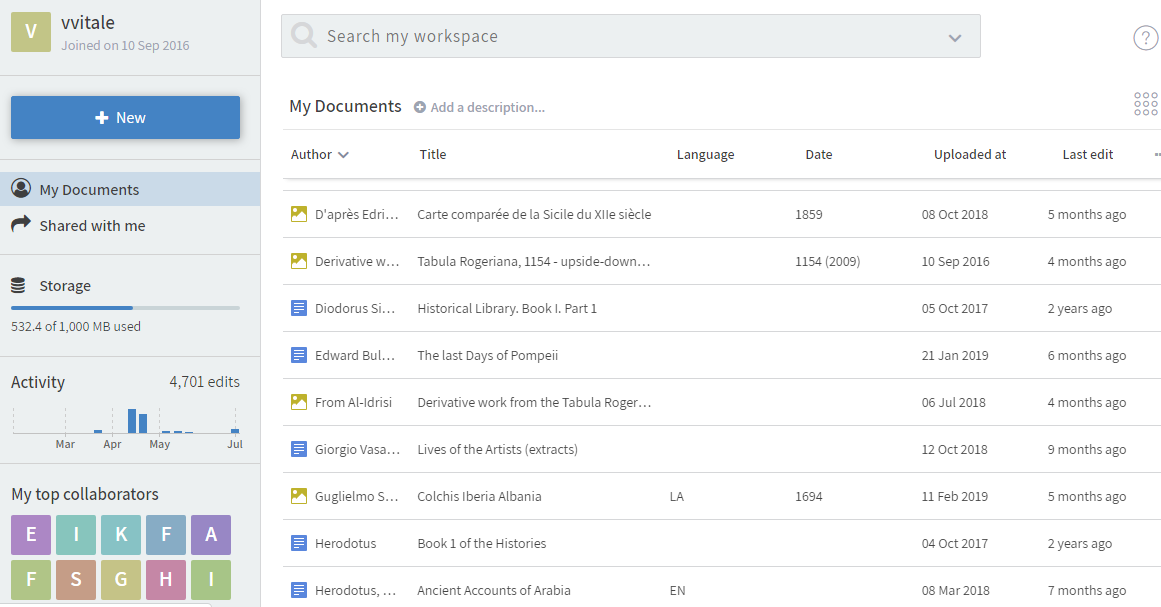 V
vvitale
Joined on 10 Sep 2016
New
My Documents
Shared with me
Storage
532.4 of 1,000 MB used
Activity 4,701 edits
Mar Apr May Jul
My top collaborators
E I K F A
F S G H I
Search my workspace
?
My Documents Add a description...
Author Title Language Date Uploaded at Last edit
D'après Edri... Carte comparée de la Sicile du XIIe siècle 1859 08 Oct 2018 5 months ago
Derivative w... Tabula Rogeriana, 1154 - upside-down... 1154 (2009) 10 Sep 2016 4 months ago
Diodorus Si... Historical Library. Book I. Part 1 05 Oct 2017 2 years ago
Edward Bul... The last Days of Pompeii 21 Jan 2019 6 months ago
From Al-Idrisi Derivative work from the Tabula Roger... 06 Jul 2018 4 months ago
Giorgio Vasa... Lives of the Artists (extracts) 12 Oct 2018 9 months ago
Guglielmo S... Colchis Iberia Albania LA 1694 11 Feb 2019 5 months ago
Herodotus Book 1 of the Histories 04 Oct 2017 2 years ago
Herodotus, ... Ancient Accounts of Arabia EN 08 Mar 2018 7 months ago